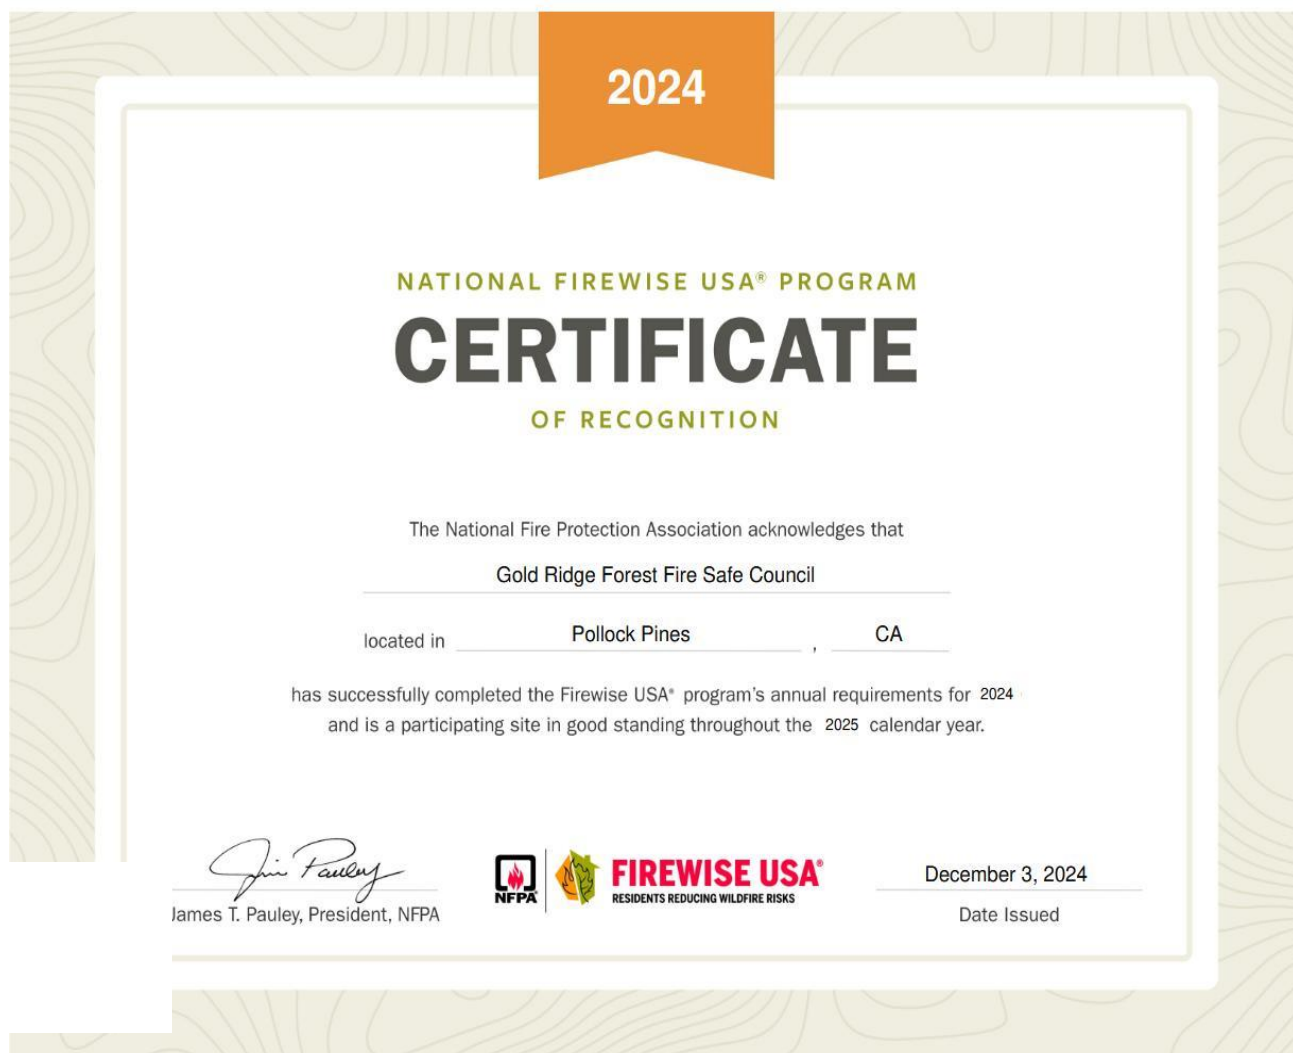 2024
NATIONAL FIREWISE USA® PROGRAM
CERTIFICATE
OF RECOGNITION
The National Fire Protection Association acknowledges that
Gold Ridge Forest Fire Safe Council
located in Pollock Pines , CA
has successfully completed the Firewise USA® program's annual requirements for 2024
and is a participating site in good standing throughout the 2025 calendar year.
Jim Pauley
James T. Pauley, President, NFPA
NFPA
FIREWISE USA®
RESIDENTS REDUCING WILDFIRE RISKS
December 3, 2024
Date Issued